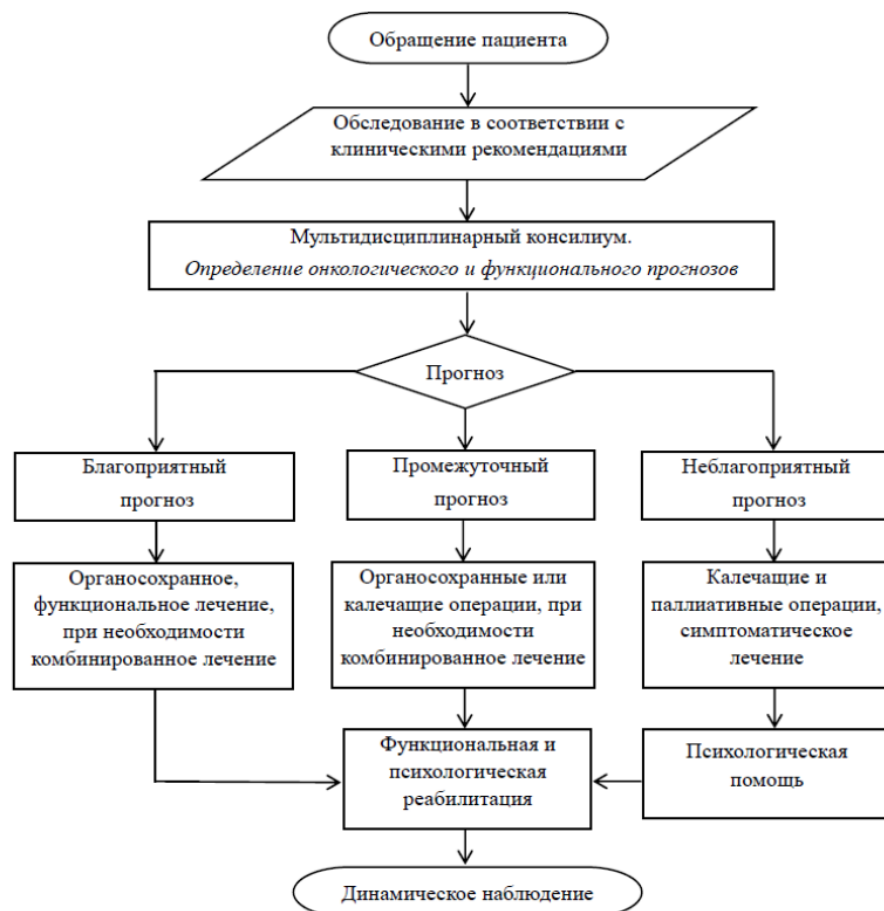 Обращение пациента
Обследование в соответствии с
клиническими рекомендациями
Мультидисциплинарный консилиум.
Определение онкологического и функционального прогнозов
Прогноз
Благоприятный
прогноз
Промежуточный
прогноз
Неблагоприятный
прогноз
Органосохранное,
функциональное лечение,
при необходимости
комбинированное лечение
Органосохранные или
калечащие операции, при
необходимости
комбинированное лечение
Калечащие и
паллиативные операции,
симптоматическое
лечение
Функциональная и
психологическая
реабилитация
Психологическая
помощь
Динамическое наблюдение